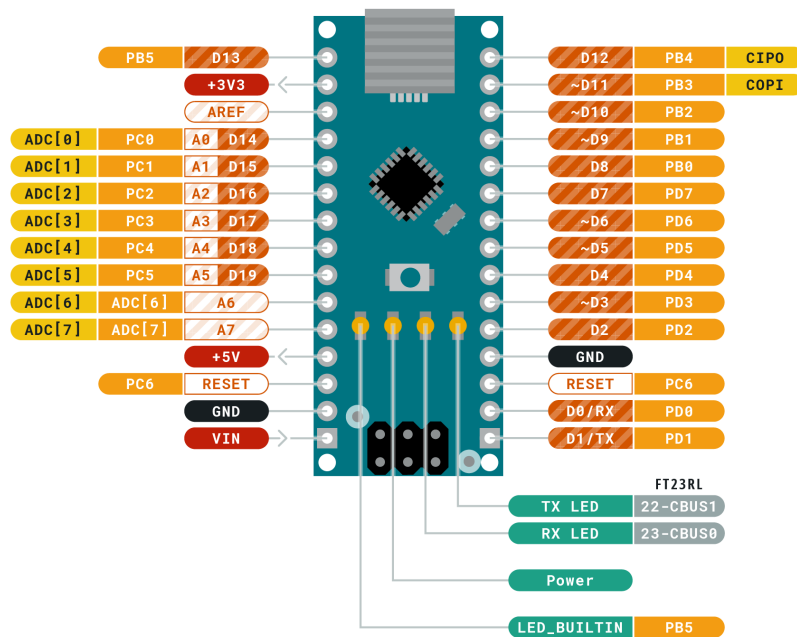 PB5 D13 D12 PB4 CIPO
+3V3 ~D11 PB3 COPI
AREF ~D10 PB2
ADC[0] PC0 A0 D14 ~D9 PB1
ADC[1] PC1 A1 D15 D8 PB0
ADC[2] PC2 A2 D16 D7 PD7
ADC[3] PC3 A3 D17 ~D6 PD6
ADC[4] PC4 A4 D18 ~D5 PD5
ADC[5] PC5 A5 D19 D4 PD4
ADC[6] ADC[6] A6 ~D3 PD3
ADC[7] ADC[7] A7 D2 PD2
+5V GND
PC6 RESET RESET PC6
GND D0/RX PD0
VIN D1/TX PD1
FT23RL
TX LED 22-CBUS1
RX LED 23-CBUS0
Power
LED_BUILTIN PB5